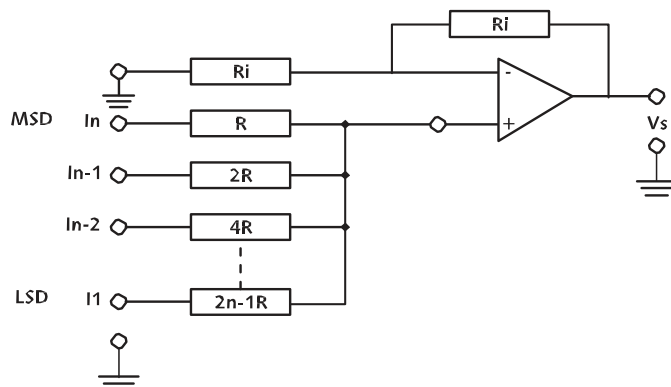 Ri
Ri
-
MSD In R
+
Vs
In-1 2R
In-2 4R
LSD I1 2n-1R